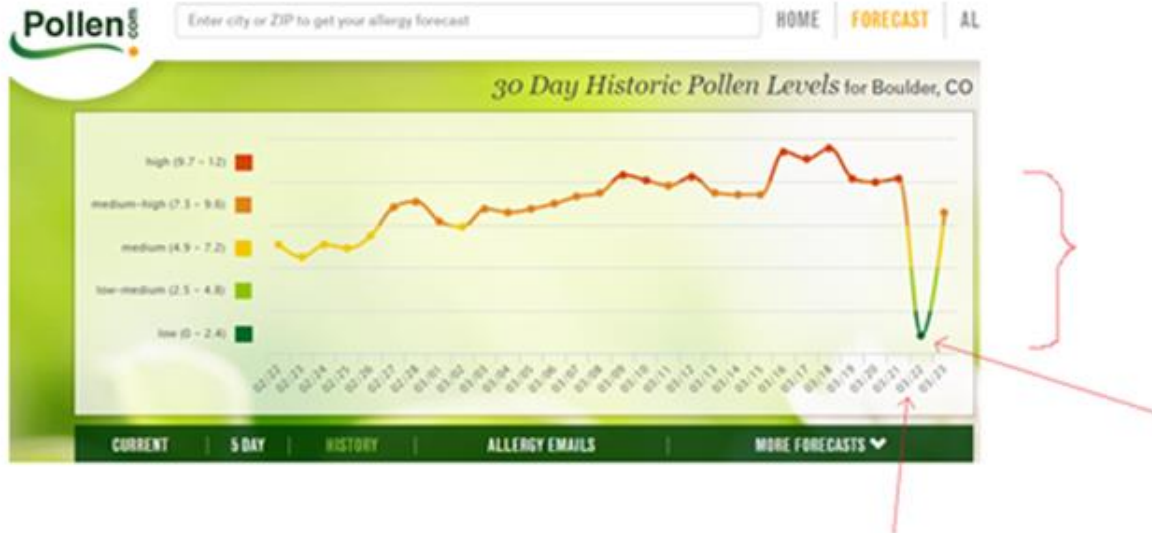 Pollen.com
Enter city or ZIP to get your allergy forecast
HOME FORECAST AL
30 Day Historic Pollen Levels for Boulder, CO
high (9.7 - 12)
medium-high (7.3 - 9.6)
medium (4.9 - 7.2)
low-medium (2.5 - 4.8)
low (0 - 2.4)
02/22 02/23 02/24 02/25 02/26 02/27 02/28 03/01 03/02 03/03 03/04 03/05 03/06 03/07 03/08 03/09 03/10 03/11 03/12 03/13 03/14 03/15 03/16 03/17 03/18 03/19 03/20 03/21 03/22 03/23
CURRENT 5 DAY HISTORY ALLERGY EMAILS MORE FORECASTS